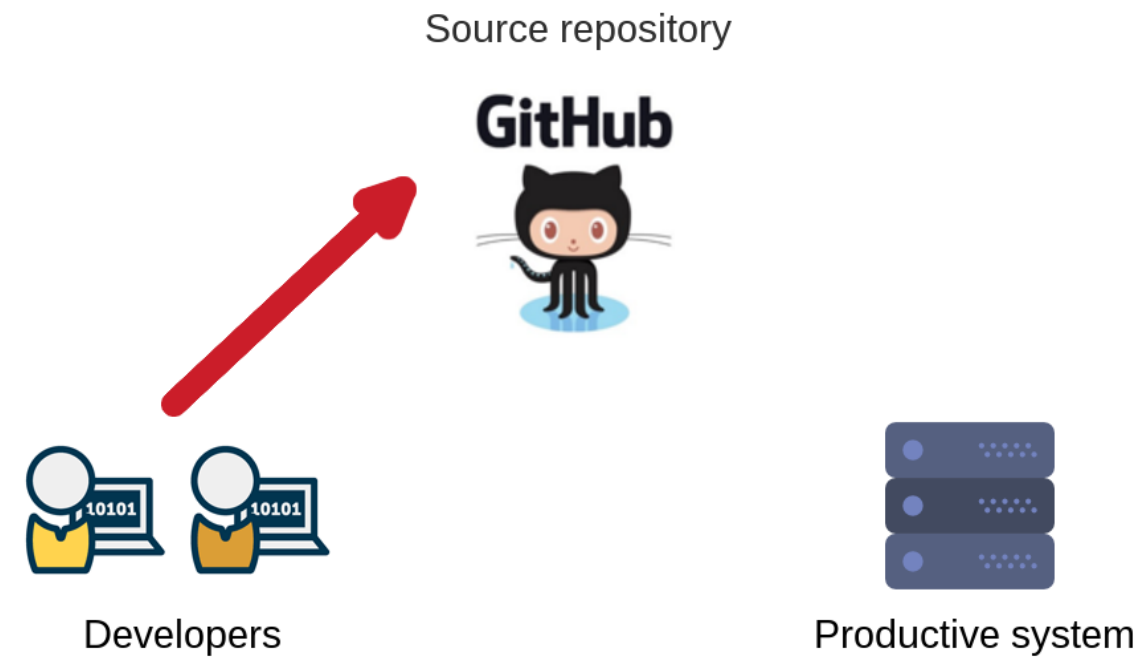 Source repository
GitHub
10101
10101
Developers
Productive system